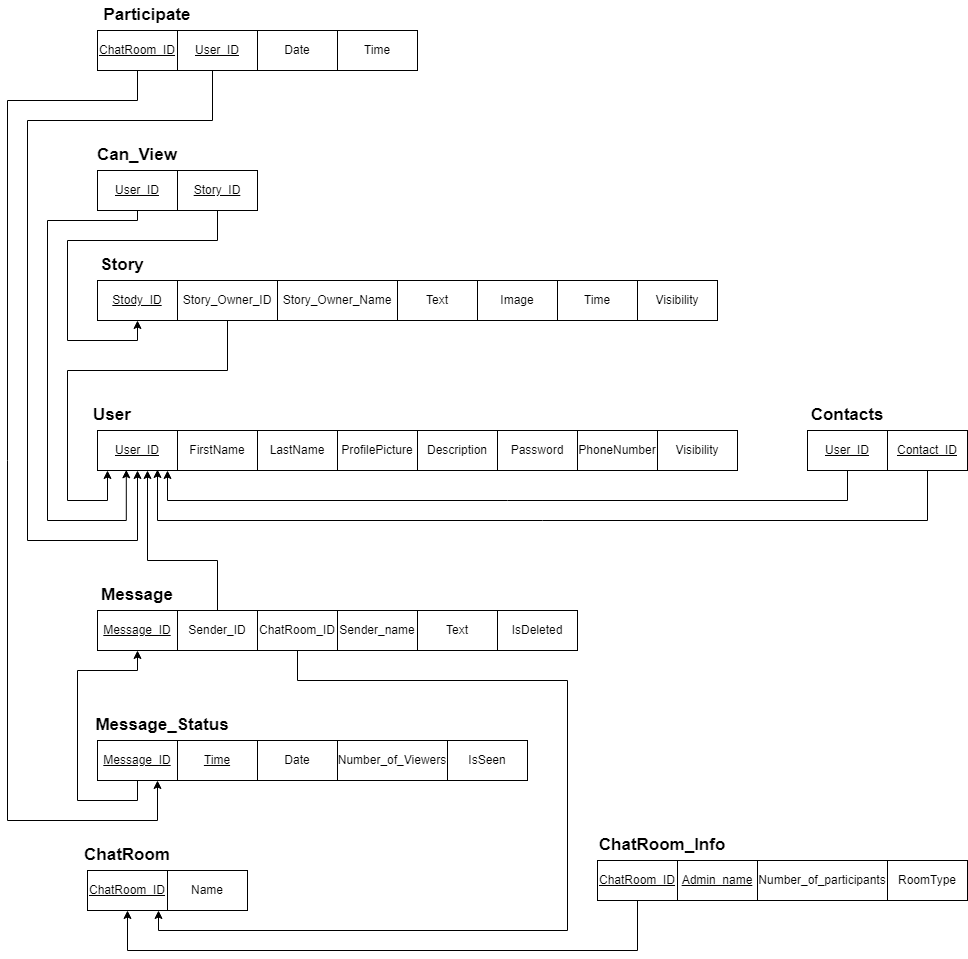 Participate
ChatRoom_ID User_ID Date Time
Can_View
User_ID Story_ID
Story
Stody_ID Story_Owner_ID Story_Owner_Name Text Image Time Visibility
User
Contacts
User_ID FirstName LastName ProfilePicture Description Password PhoneNumber Visibility
User_ID Contact_ID
Message
Message_ID Sender_ID ChatRoom_ID Sender_name Text IsDeleted
Message_Status
Message_ID Time Date Number_of_Viewers IsSeen
ChatRoom
ChatRoom_ID Name
ChatRoom_Info
ChatRoom_ID Admin_name Number_of_participants RoomType